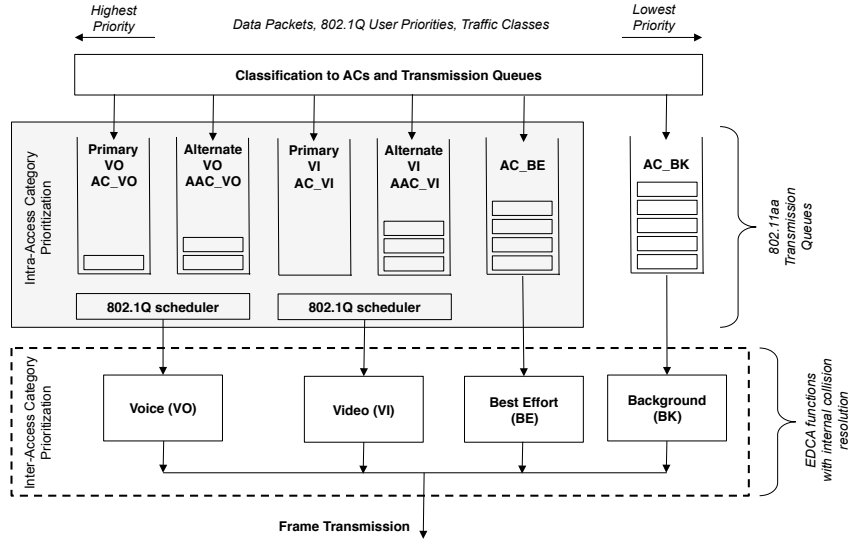 Highest
Priority
Data Packets, 802.1Q User Priorities, Traffic Classes
Lowest
Priority
Classification to ACs and Transmission Queues
Intra-Access Category
Prioritization
Primary
VO
AC_VO
Alternate
VO
AAC_VO
Primary
VI
AC_VI
Alternate
VI
AAC_VI
AC_BE
AC_BK
802.11aa
Transmission
Queues
802.1Q scheduler
802.1Q scheduler
Inter-Access Category
Prioritization
Voice (VO)
Video (VI)
Best Effort
(BE)
Background
(BK)
EDCA functions
with internal collision
resolution
Frame Transmission